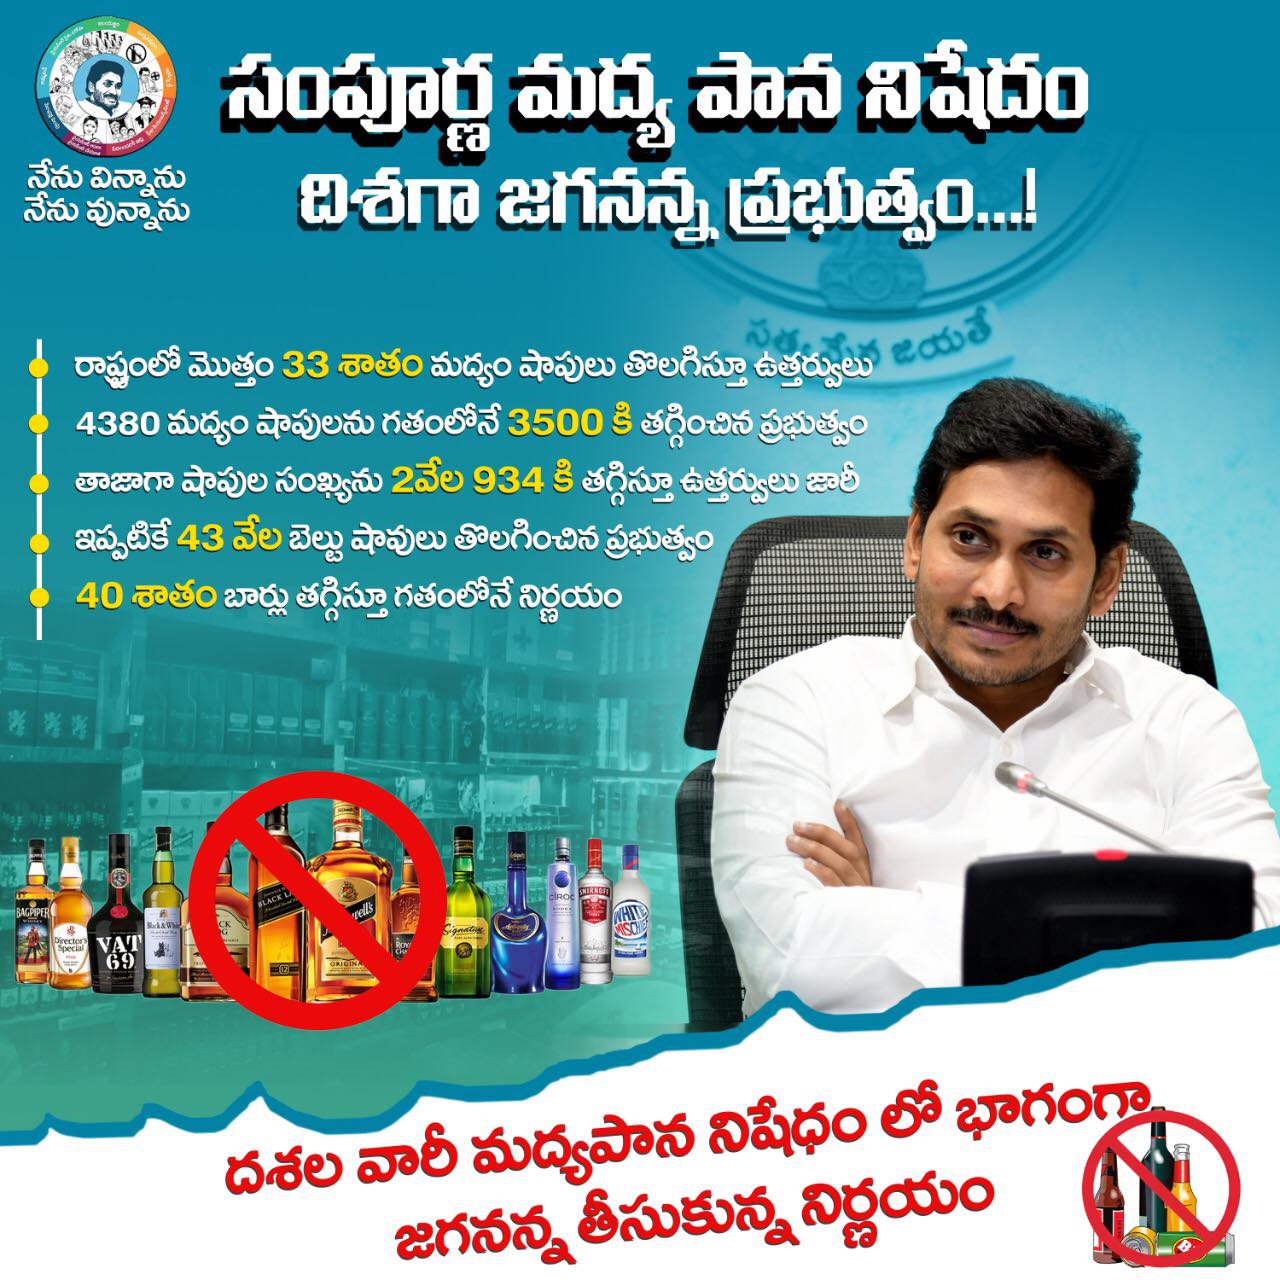 సంపూర్ణ మద్య పాన నిషేదం
దిశగా జగనన్న ప్రభుత్వం...!
నేను విన్నాను
నేను వున్నాను
సత్యమేవ జయతే
రాష్ట్రంలో మొత్తం 33 శాతం మద్యం షాపులు తొలగిస్తూ ఉత్తర్వులు
4380 మద్యం షాపులను గతంలోనే 3500 కి తగ్గించిన ప్రభుత్వం
తాజాగా షాపుల సంఖ్యను 2వేల 934 కి తగ్గిస్తూ ఉత్తర్వులు జారీ
ఇప్పటికే 43 వేల బెల్టు షావులు తొలగించిన ప్రభుత్వం
40 శాతం బార్లు తగ్గిస్తూ గతంలోనే నిర్ణయం
BAGPIPER
Director's
Special
VAT
69
Black & White
BLACK
12
ORIGINAL
Signature
CÎROC
SMIRNOFF
WHITE
MISCHIEF
దశల వారీ మద్యపాన నిషేధం లో భాగంగా
జగనన్న తీసుకున్న నిర్ణయం